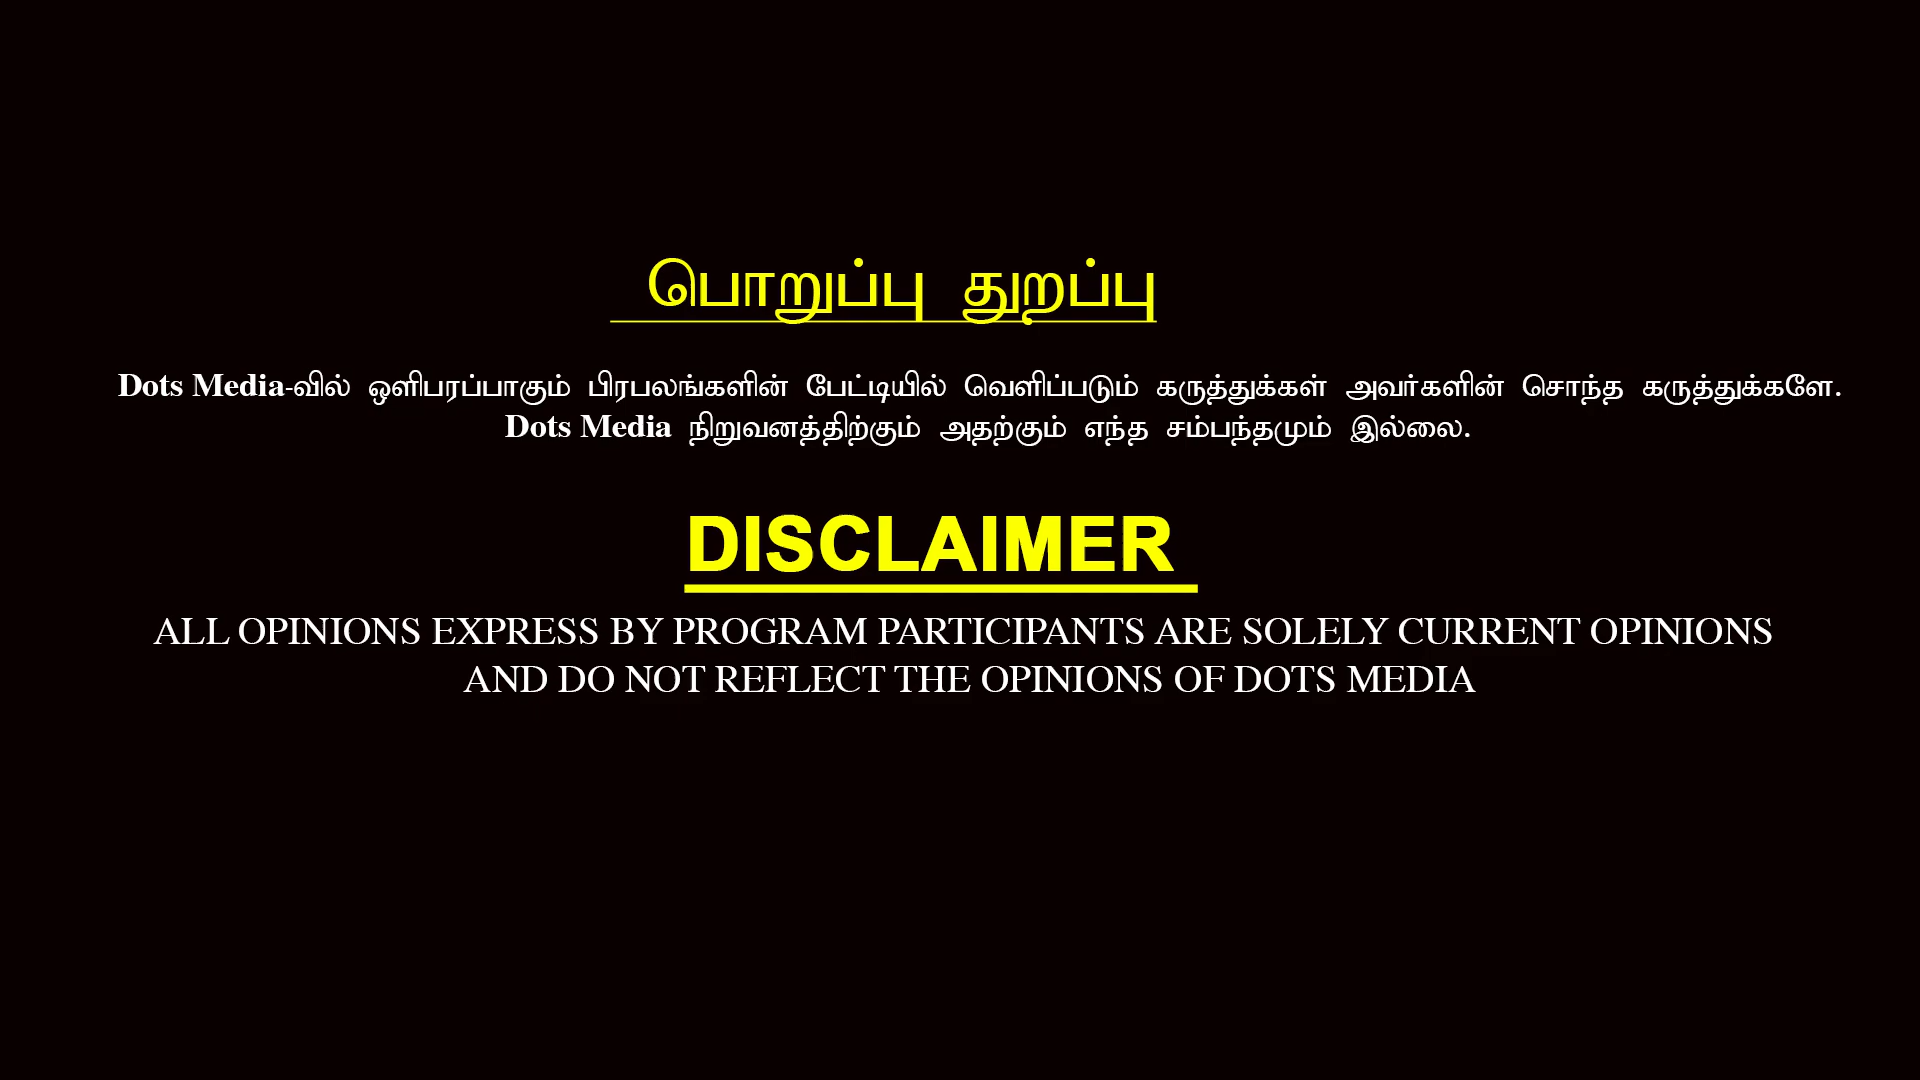 பொறுப்பு துறப்பு
Dots Media-வில் ஒளிபரப்பாகும் பிரபலங்களின் பேட்டியில் வெளிப்படும் கருத்துக்கள் அவர்களின் சொந்த கருத்துக்களே.
Dots Media நிறுவனத்திற்கும் அதற்கும் எந்த சம்பந்தமும் இல்லை.
DISCLAIMER
ALL OPINIONS EXPRESS BY PROGRAM PARTICIPANTS ARE SOLELY CURRENT OPINIONS
AND DO NOT REFLECT THE OPINIONS OF DOTS MEDIA